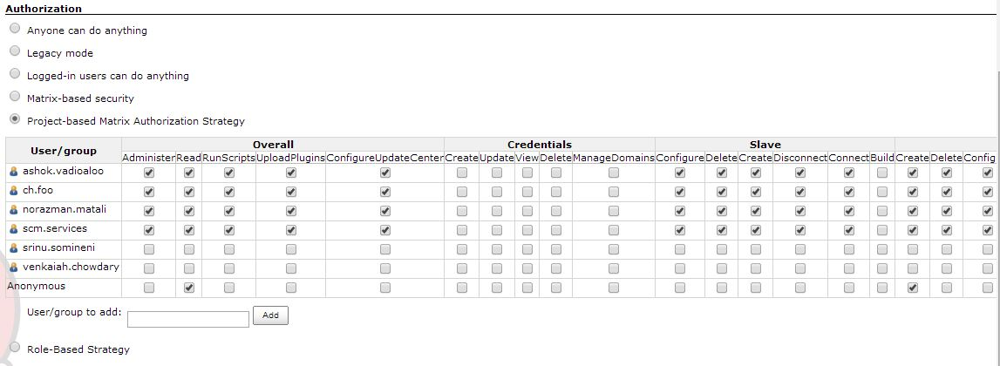 Authorization
Anyone can do anything
Legacy mode
Logged-in users can do anything
Matrix-based security
Project-based Matrix Authorization Strategy
User/group Overall Credentials Slave
Administer Read RunScripts UploadPlugins ConfigureUpdateCenter Create Update View Delete ManageDomains Configure Delete Create Disconnect Connect Build Create Delete Config
ashok.vadioaloo
ch.foo
norazman.matali
scm.services
srinu.somineni
venkaiah.chowdary
Anonymous
User/group to add: Add
Role-Based Strategy